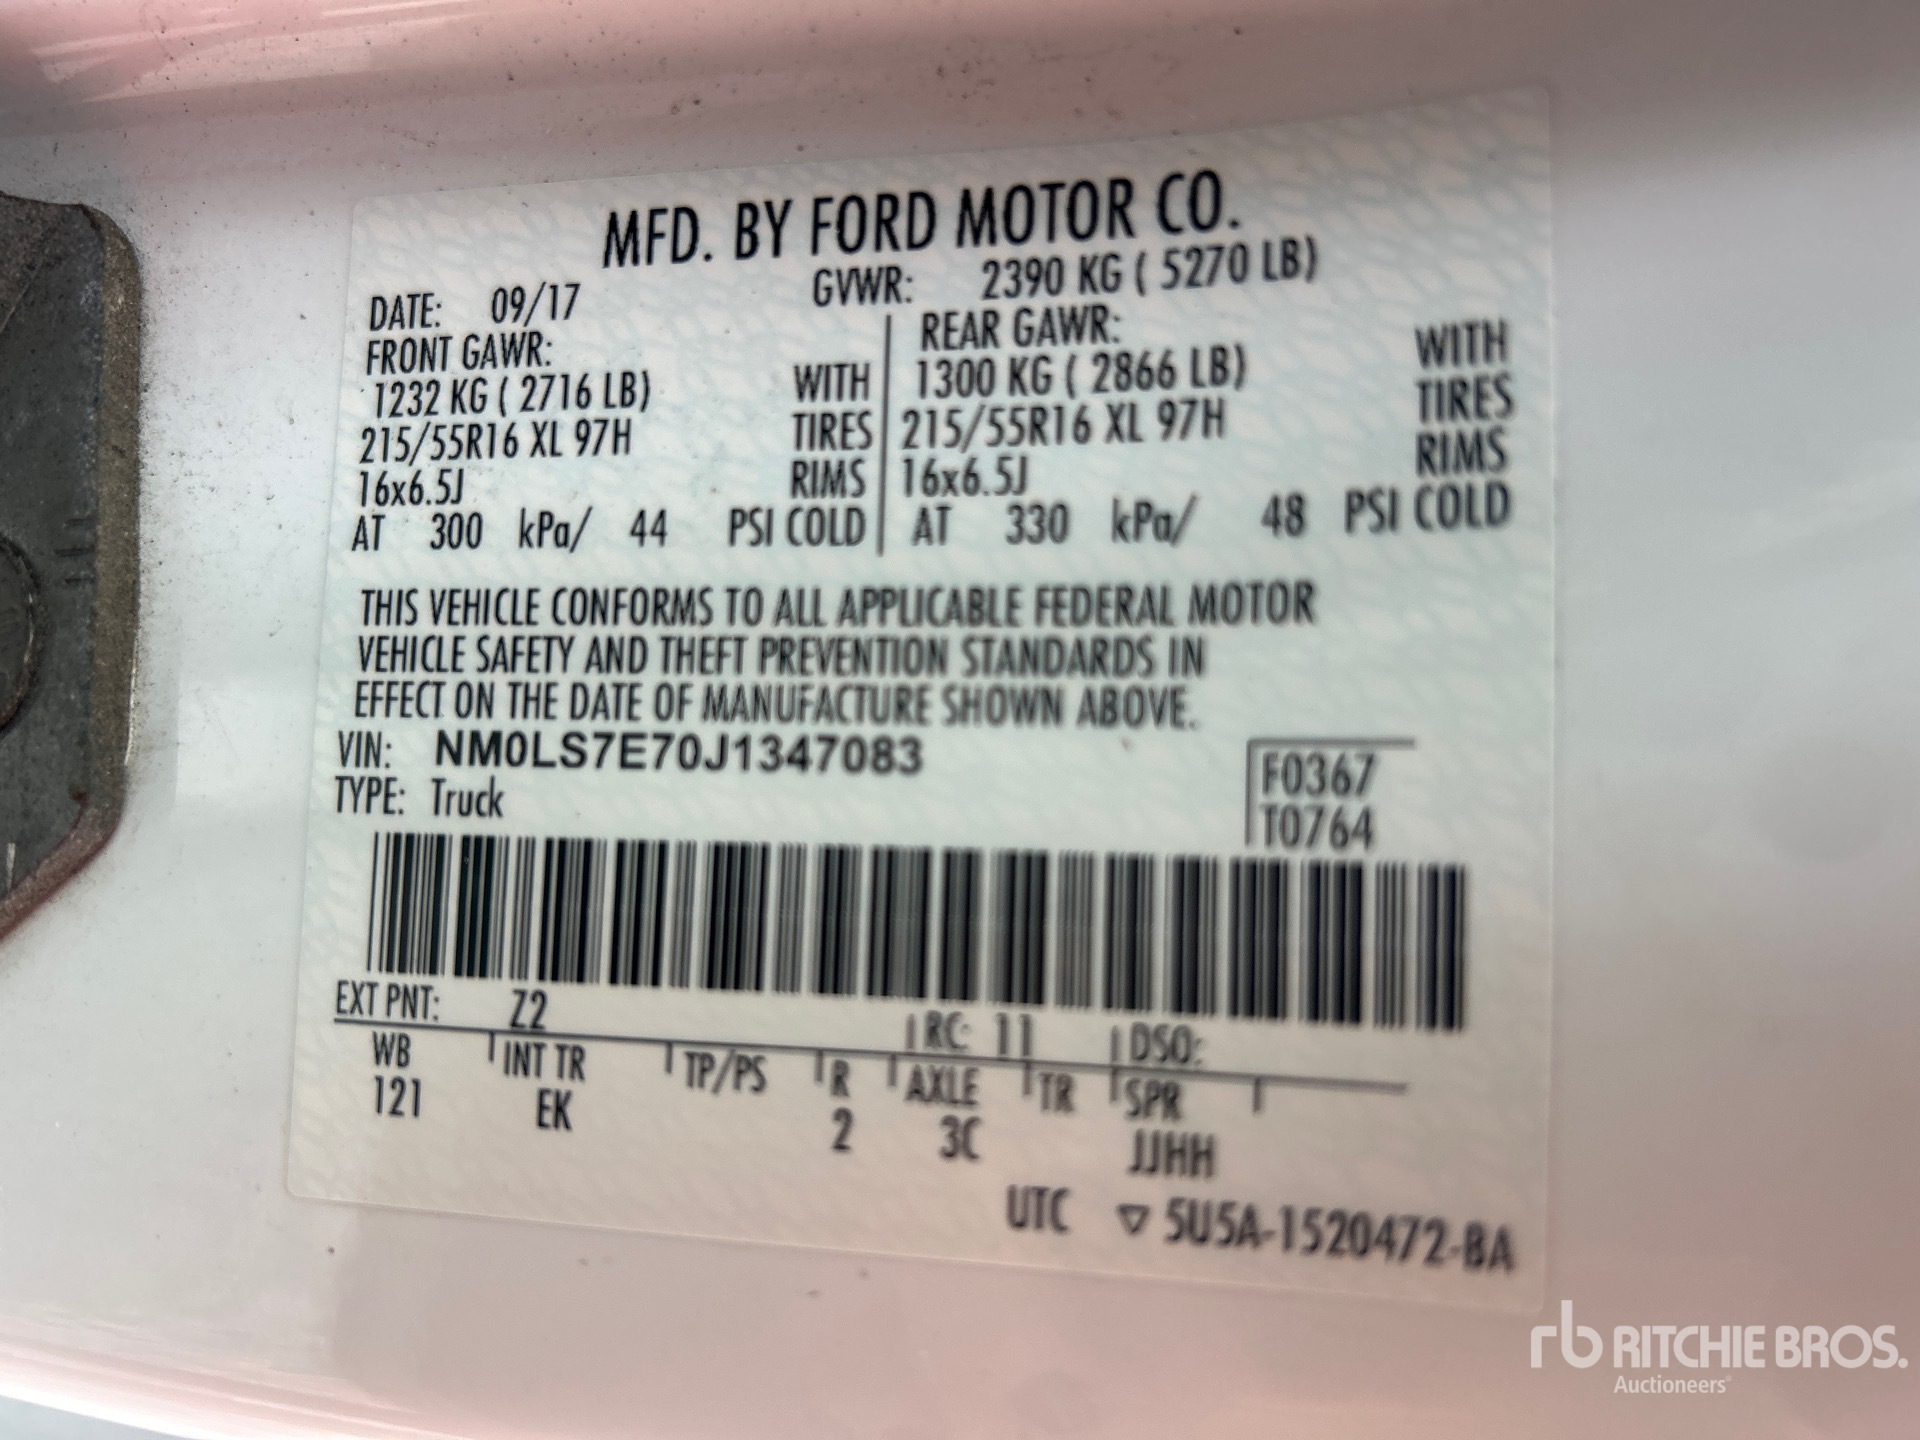 MFD. BY FORD MOTOR CO.
DATE: 09/17 GVWR: 2390 KG ( 5270 LB)
FRONT GAWR: REAR GAWR:
1232 KG ( 2716 LB) WITH 1300 KG ( 2866 LB) WITH
215/55R16 XL 97H TIRES 215/55R16 XL 97H TIRES
16x6.5J RIMS 16x6.5J RIMS
AT 300 kPa/ 44 PSI COLD AT 330 kPa/ 48 PSI COLD
THIS VEHICLE CONFORMS TO ALL APPLICABLE FEDERAL MOTOR
VEHICLE SAFETY AND THEFT PREVENTION STANDARDS IN
EFFECT ON THE DATE OF MANUFACTURE SHOWN ABOVE.
VIN: NM0LS7E70J1347083
TYPE: Truck
F0367
T0764
EXT PNT: Z2 RC: 11 DSO:
WB INT TR TP/PS R AXLE TR SPR
121 EK 2 3C JJHH
UTC ▽ 5U5A-1520472-BA
rb RITCHIE BROS.
Auctioneers